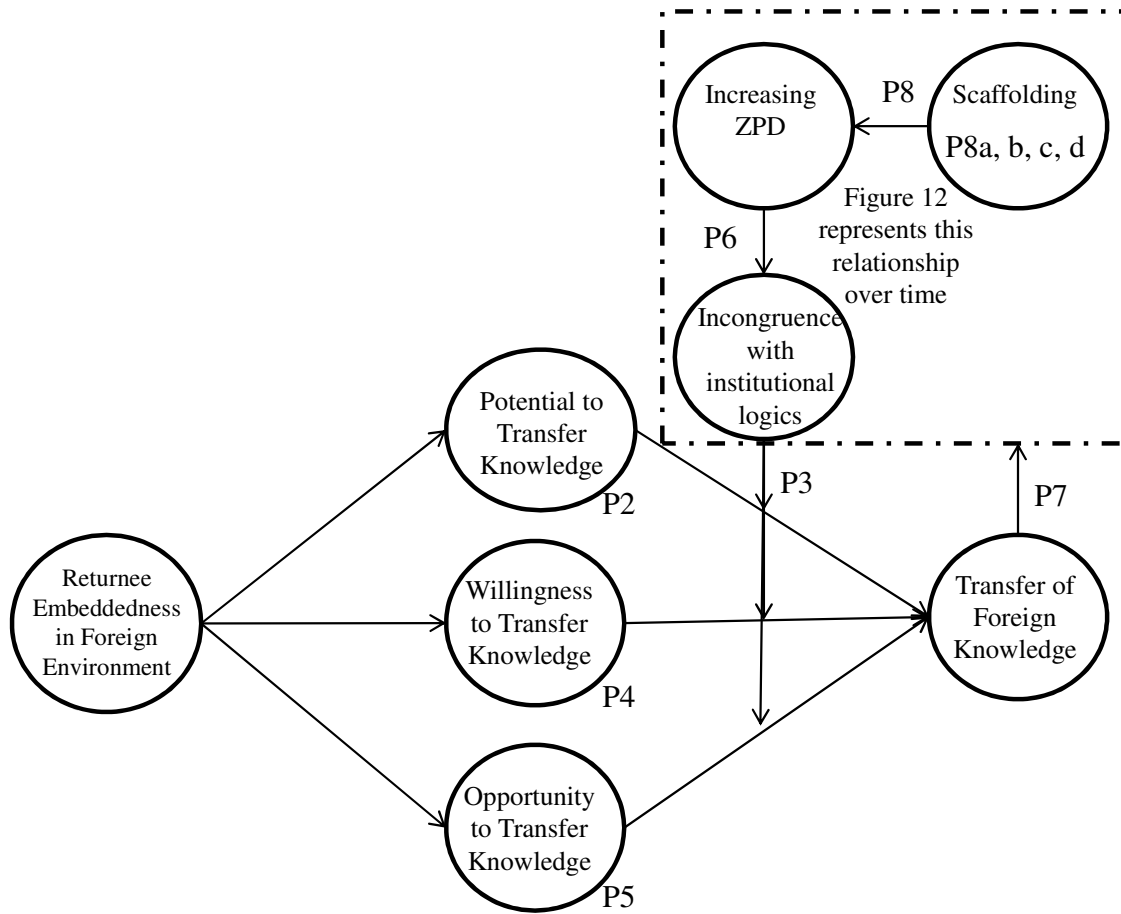 Increasing
ZPD
P8
Scaffolding
P8a, b, c, d
Figure 12
represents this
relationship
over time
P6
Incongruence
with
institutional
logics
Potential to
Transfer
Knowledge
P2
P3
P7
Returnee
Embeddedness
in Foreign
Environment
Willingness
to Transfer
Knowledge
P4
Transfer of
Foreign
Knowledge
Opportunity
to Transfer
Knowledge
P5